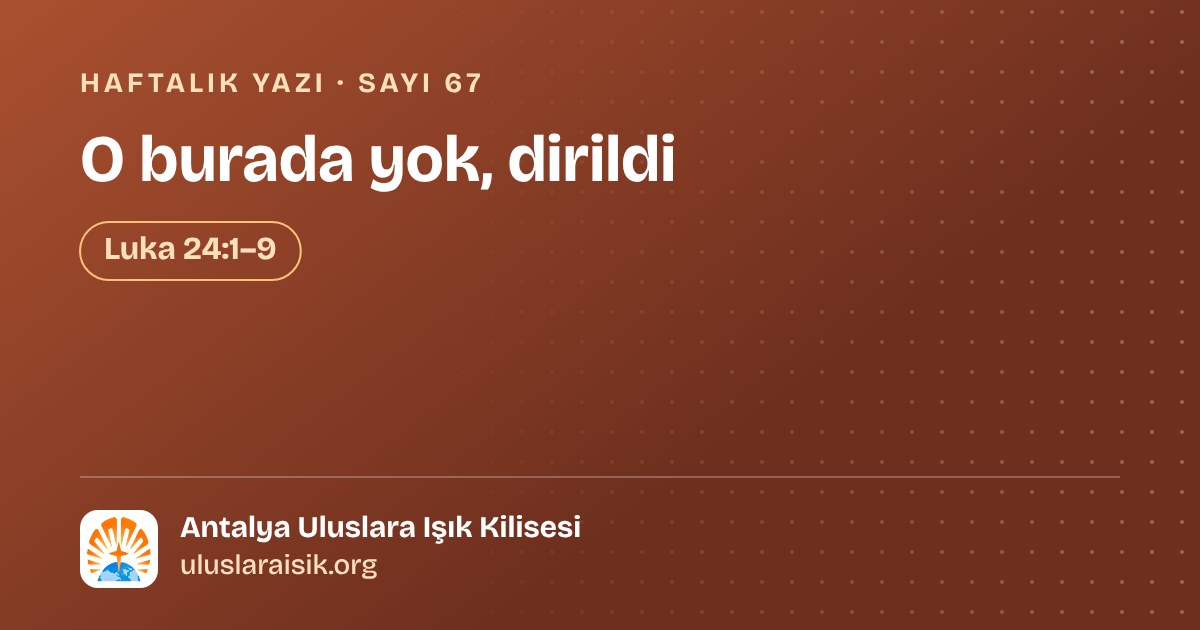 HAFTALIK YAZI · SAYI 67
O burada yok, dirildi
Luka 24:1–9
Antalya Uluslara Işık Kilisesi
uluslaraisik.org